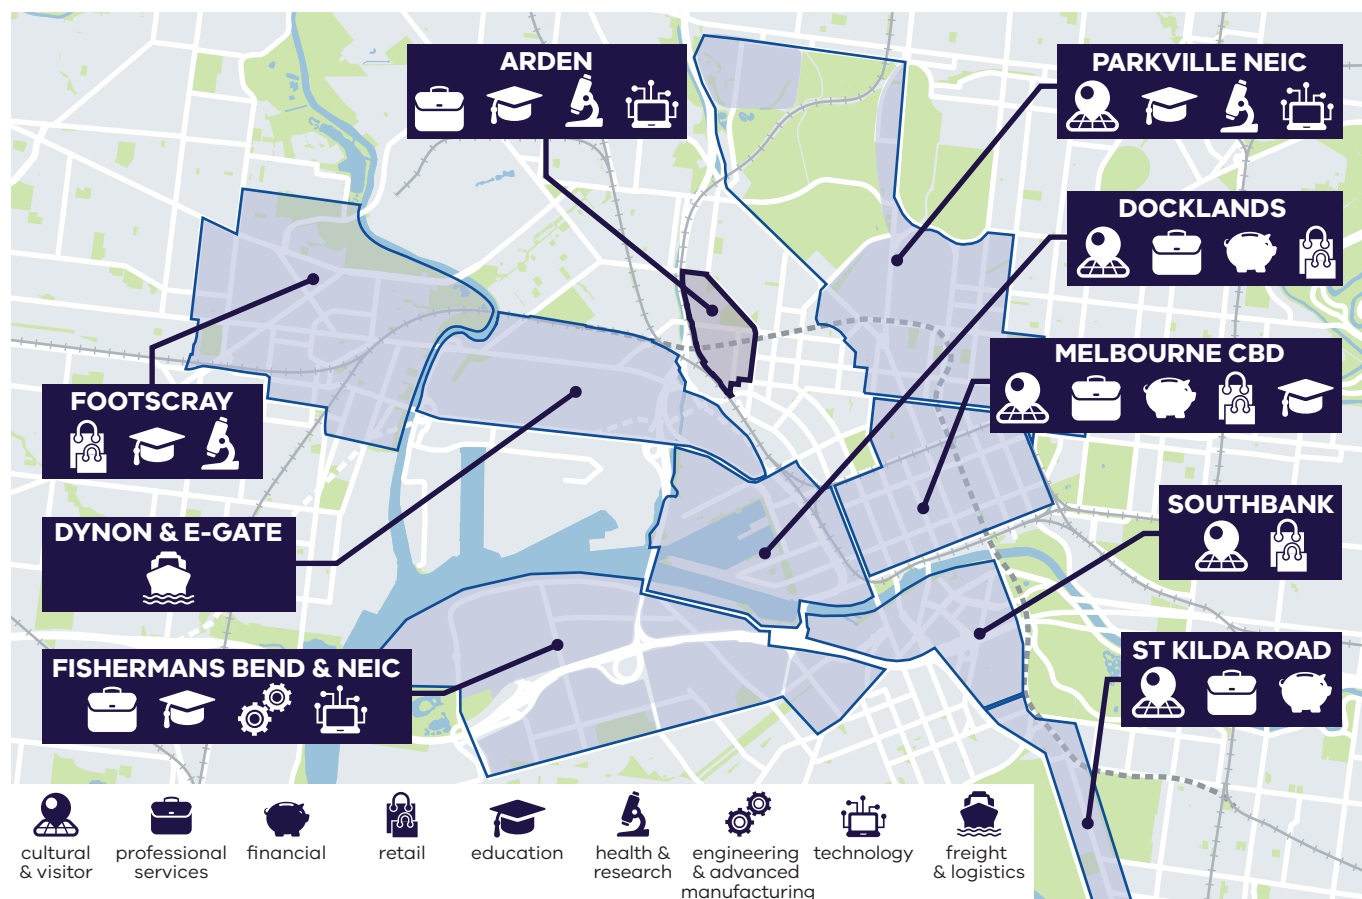 ARDEN
PARKVILLE NEIC
DOCKLANDS
MELBOURNE CBD
FOOTSCRAY
SOUTHBANK
DYNON & E-GATE
ST KILDA ROAD
FISHERMANS BEND & NEIC
cultural
& visitor
professional
services
financial
retail
education
health &
research
engineering
& advanced
manufacturing
technology
freight
& logistics